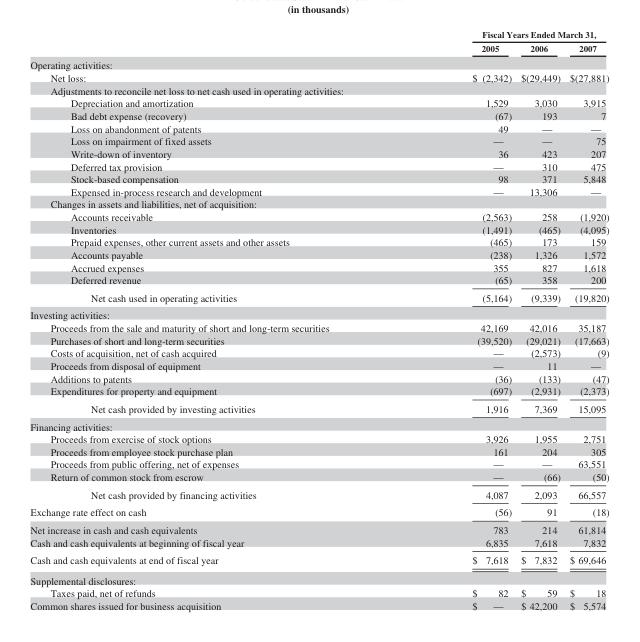 (in thousands)
Fiscal Years Ended March 31,
2005 2006 2007
Operating activities:
Net loss: $ (2,342) $(29,449) $(27,881)
Adjustments to reconcile net loss to net cash used in operating activities:
Depreciation and amortization 1,529 3,030 3,915
Bad debt expense (recovery) (67) 193 7
Loss on abandonment of patents 49 — —
Loss on impairment of fixed assets — — 75
Write-down of inventory 36 423 207
Deferred tax provision — 310 475
Stock-based compensation 98 371 5,848
Expensed in-process research and development — 13,306 —
Changes in assets and liabilities, net of acquisition:
Accounts receivable (2,563) 258 (1,920)
Inventories (1,491) (465) (4,095)
Prepaid expenses, other current assets and other assets (465) 173 159
Accounts payable (238) 1,326 1,572
Accrued expenses 355 827 1,618
Deferred revenue (65) 358 200
Net cash used in operating activities (5,164) (9,339) (19,820)
Investing activities:
Proceeds from the sale and maturity of short and long-term securities 42,169 42,016 35,187
Purchases of short and long-term securities (39,520) (29,021) (17,663)
Costs of acquisition, net of cash acquired — (2,573) (9)
Proceeds from disposal of equipment — 11 —
Additions to patents (36) (133) (47)
Expenditures for property and equipment (697) (2,931) (2,373)
Net cash provided by investing activities 1,916 7,369 15,095
Financing activities:
Proceeds from exercise of stock options 3,926 1,955 2,751
Proceeds from employee stock purchase plan 161 204 305
Proceeds from public offering, net of expenses — — 63,551
Return of common stock from escrow — (66) (50)
Net cash provided by financing activities 4,087 2,093 66,557
Exchange rate effect on cash (56) 91 (18)
Net increase in cash and cash equivalents 783 214 61,814
Cash and cash equivalents at beginning of fiscal year 6,835 7,618 7,832
Cash and cash equivalents at end of fiscal year $ 7,618 $ 7,832 $ 69,646
Supplemental disclosures:
Taxes paid, net of refunds $ 82 $ 59 $ 18
Common shares issued for business acquisition $ — $ 42,200 $ 5,574